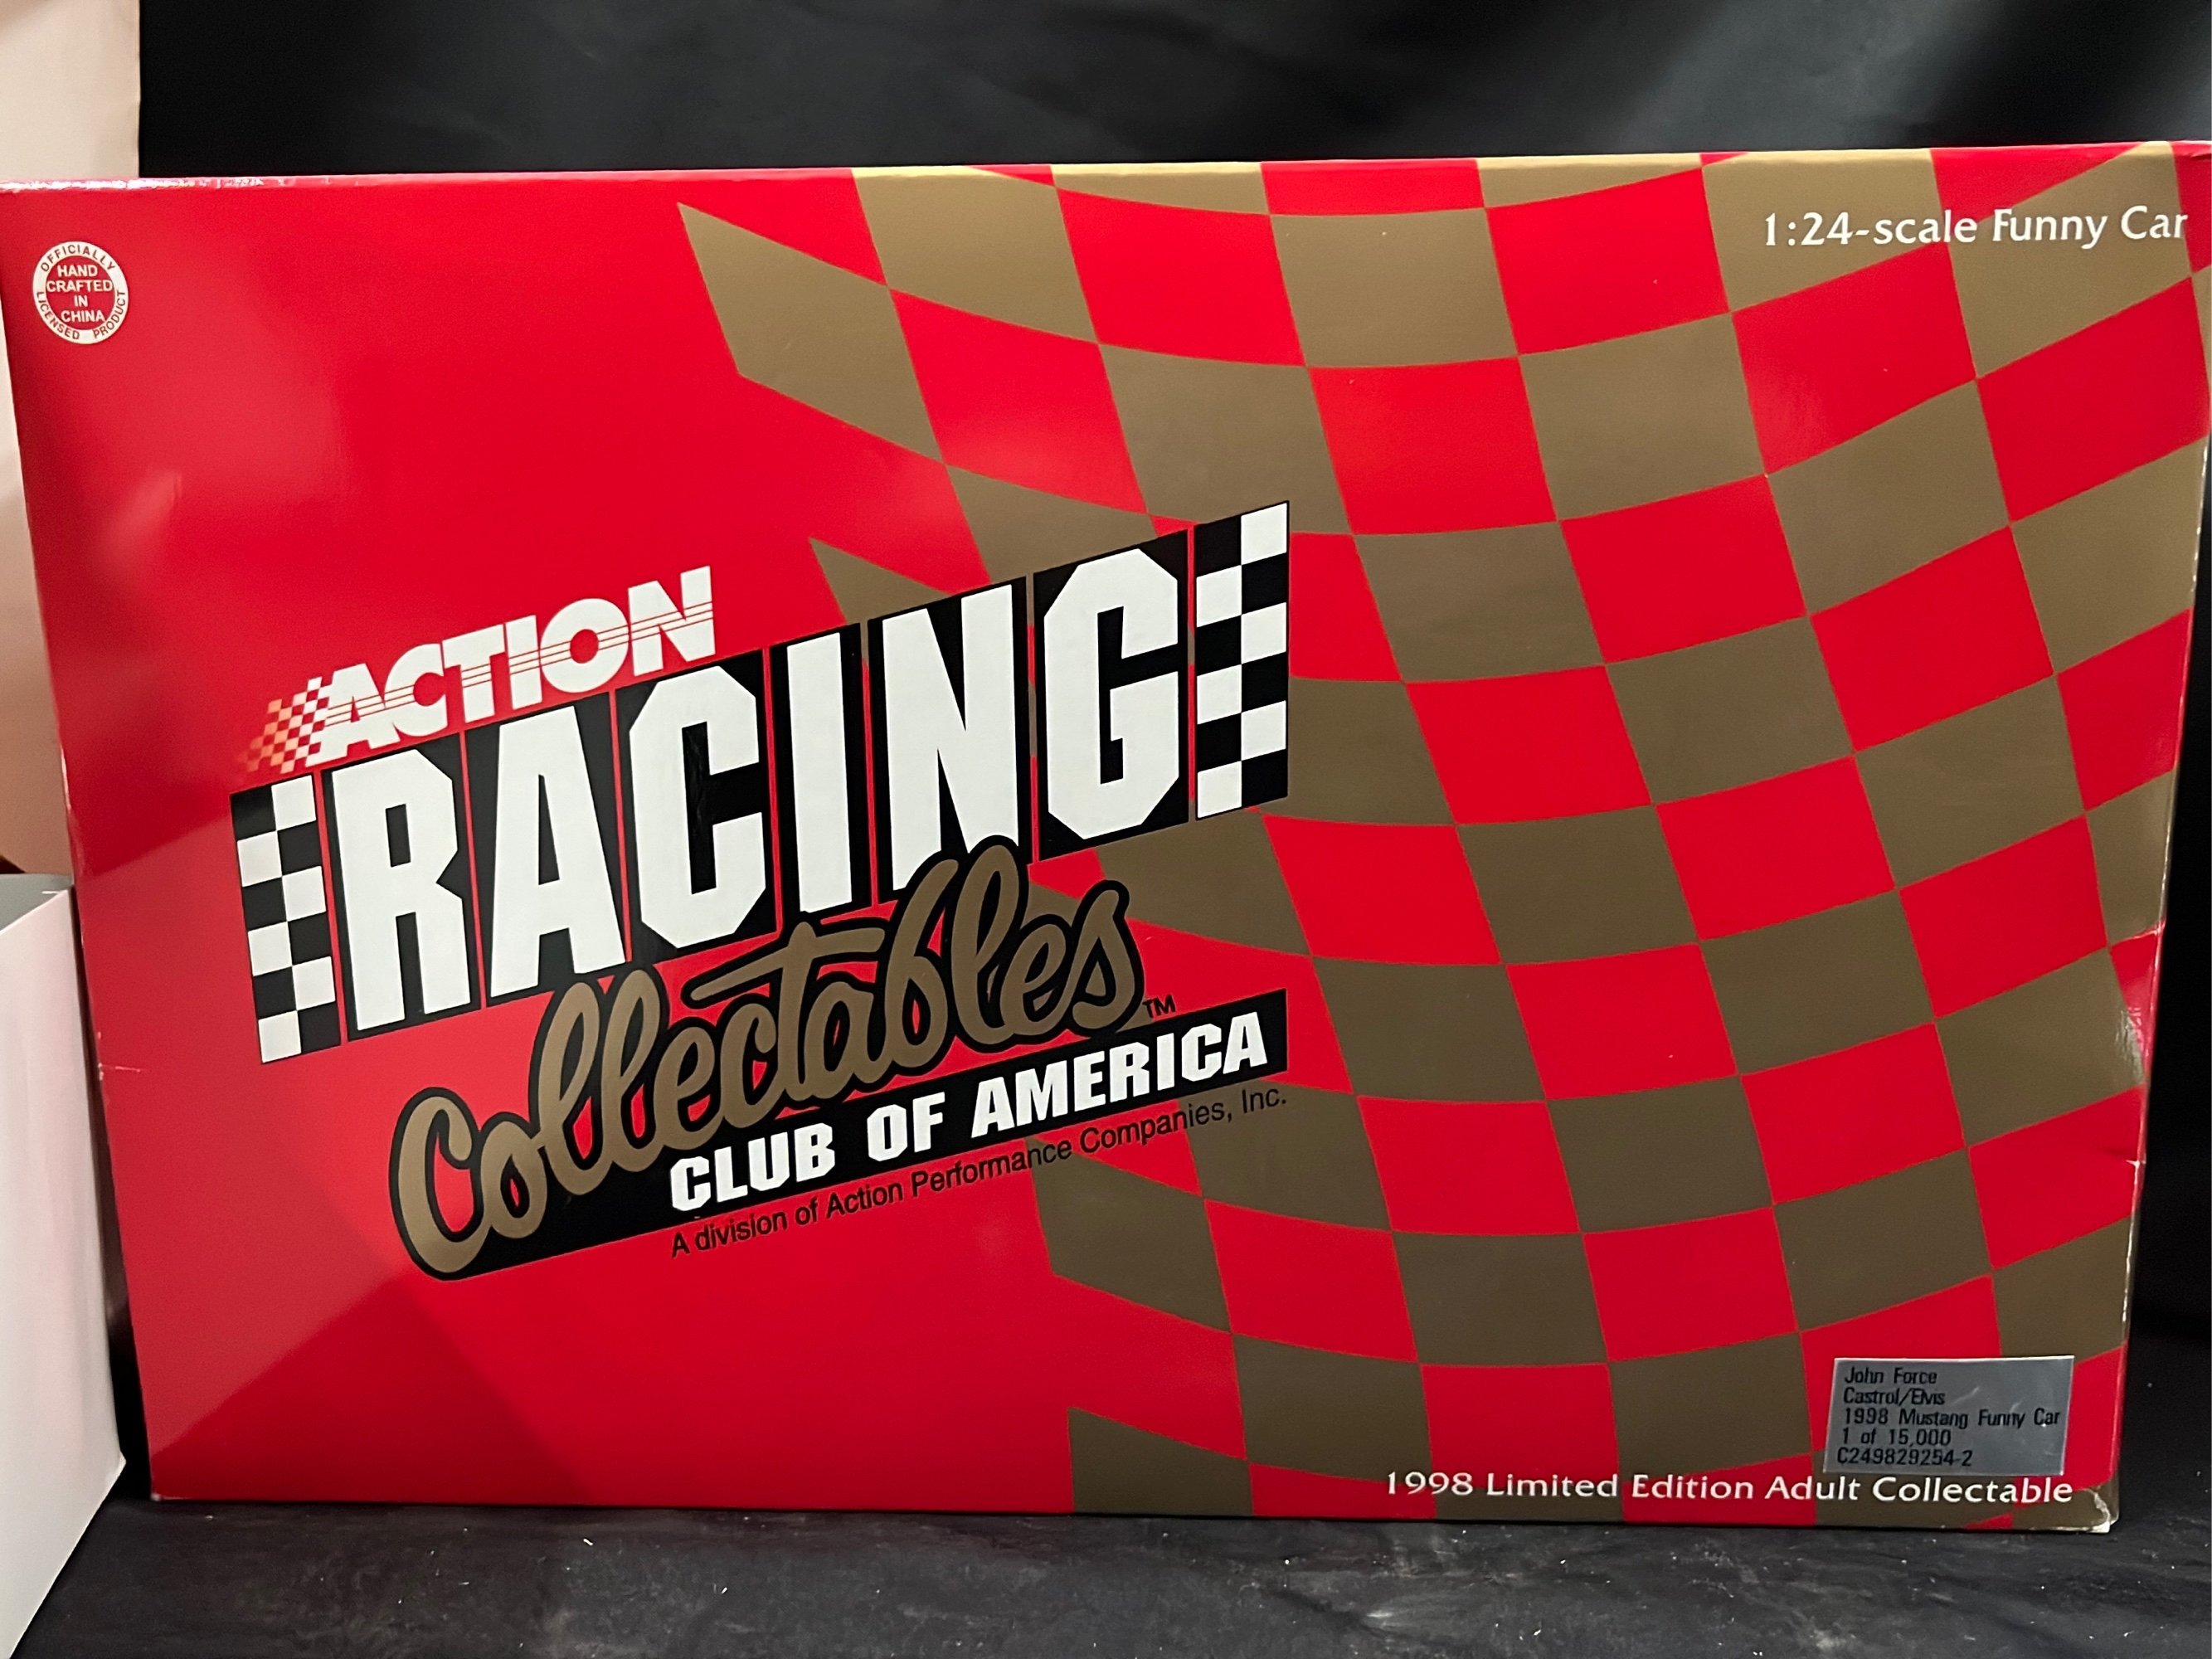 OFFICIALLY
HAND
CRAFTED
IN
CHINA
LICENSED PRODUCT
1:24-scale Funny Car
ACTION
RACING
Collectables
TM
CLUB OF AMERICA
A division of Action Performance Companies, Inc.
John Force
Castrol/Elvis
1998 Mustang Funny Car
1 of 15,000
C249829254-2
1998 Limited Edition Adult Collectable